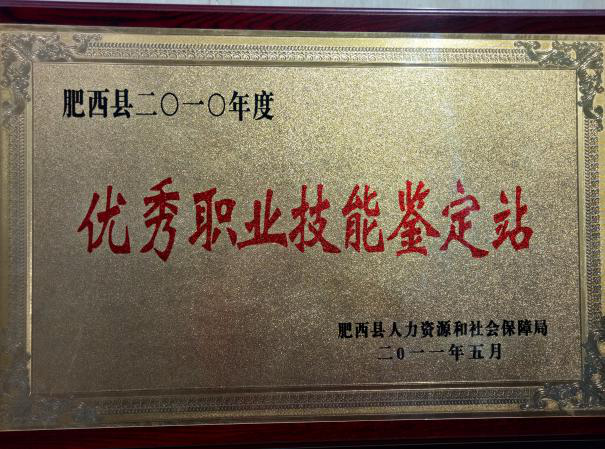 肥西县二〇一〇年度
优秀职业技能鉴定站
肥西县人力资源和社会保障局
二〇一一年五月